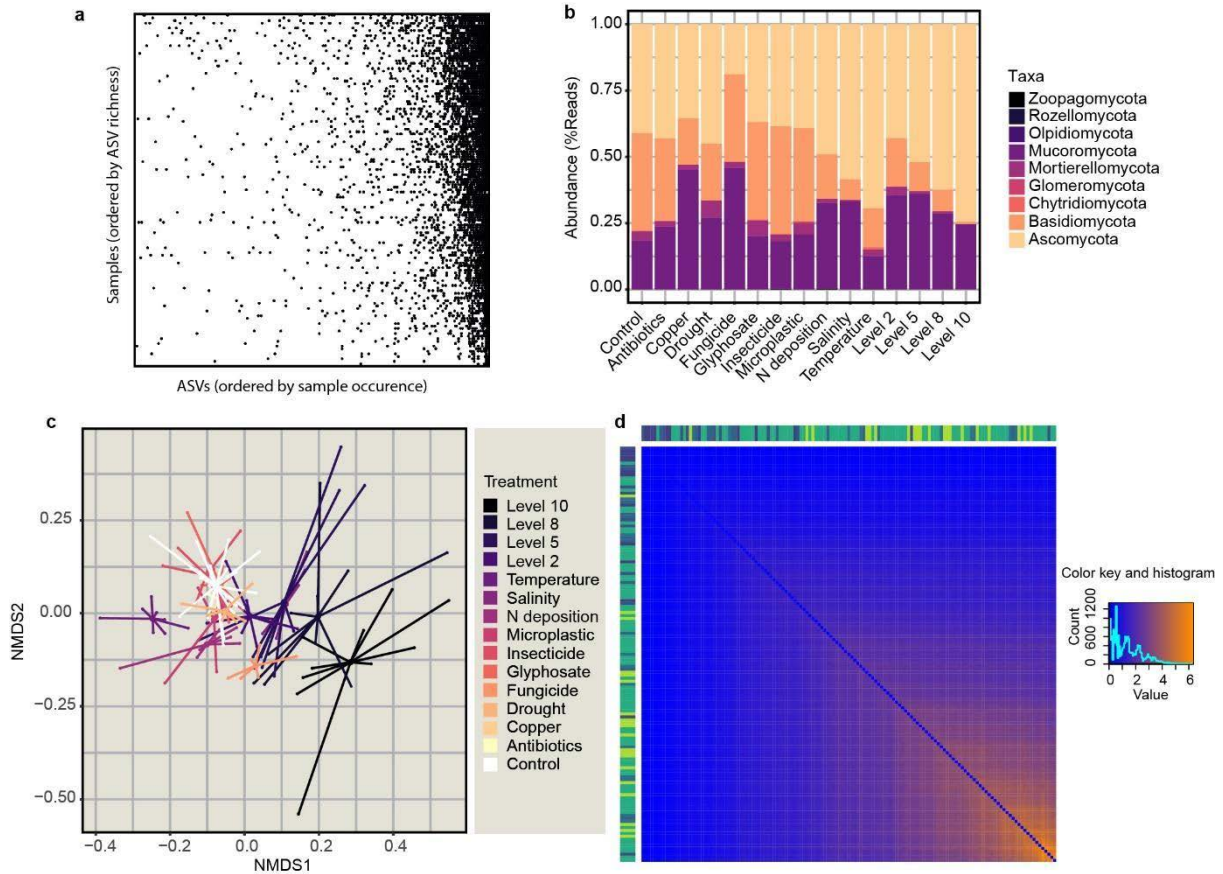 a
Samples (ordered by ASV richness)
ASVs (ordered by sample occurence)
b
Abundance (%Reads)
1.00
0.75
0.50
0.25
0.00
Control
Antibiotics
Copper
Drought
Fungicide
Glyphosate
Insecticide
Microplastic
N deposition
Salinity
Temperature
Level 2
Level 5
Level 8
Level 10
Taxa
Zoopagomycota
Rozellomycota
Olpidiomycota
Mucoromycota
Mortierellomycota
Glomeromycota
Chytridiomycota
Basidiomycota
Ascomycota
c
NMDS2
0.25
0.00
−0.25
−0.50
−0.4
−0.2
0.0
0.2
0.4
NMDS1
Treatment
Level 10
Level 8
Level 5
Level 2
Temperature
Salinity
N deposition
Microplastic
Insecticide
Glyphosate
Fungicide
Drought
Copper
Antibiotics
Control
d
Color key and histogram
Count
0 600 1200
0 2 4 6
Value